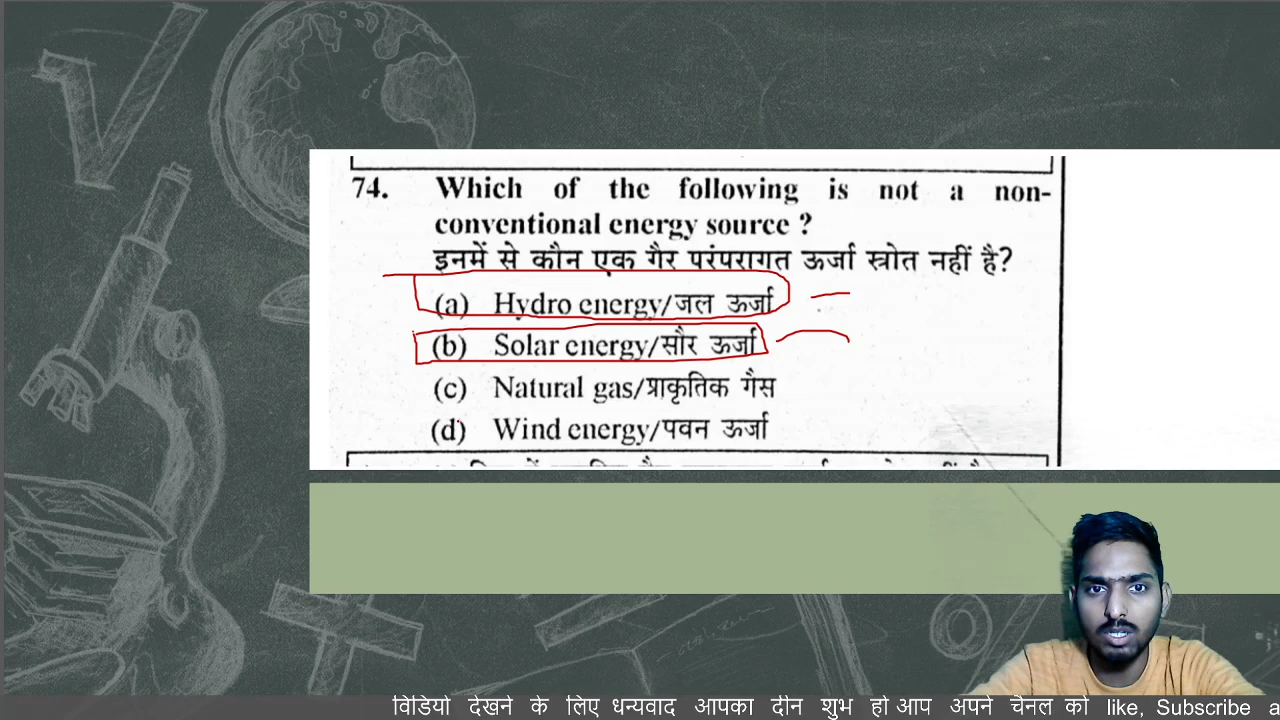 74. Which of the following is not a non-
conventional energy source ?
इनमें से कौन एक गैर परंपरागत ऊर्जा स्त्रोत नहीं है?
(a) Hydro energy/जल ऊर्जा
(b) Solar energy/सौर ऊर्जा
(c) Natural gas/प्राकृतिक गैस
(d) Wind energy/पवन ऊर्जा
विडियो देखने के लिए धन्यवाद आपका दीन शुभ हो आप अपने चैनल को like, Subscribe a